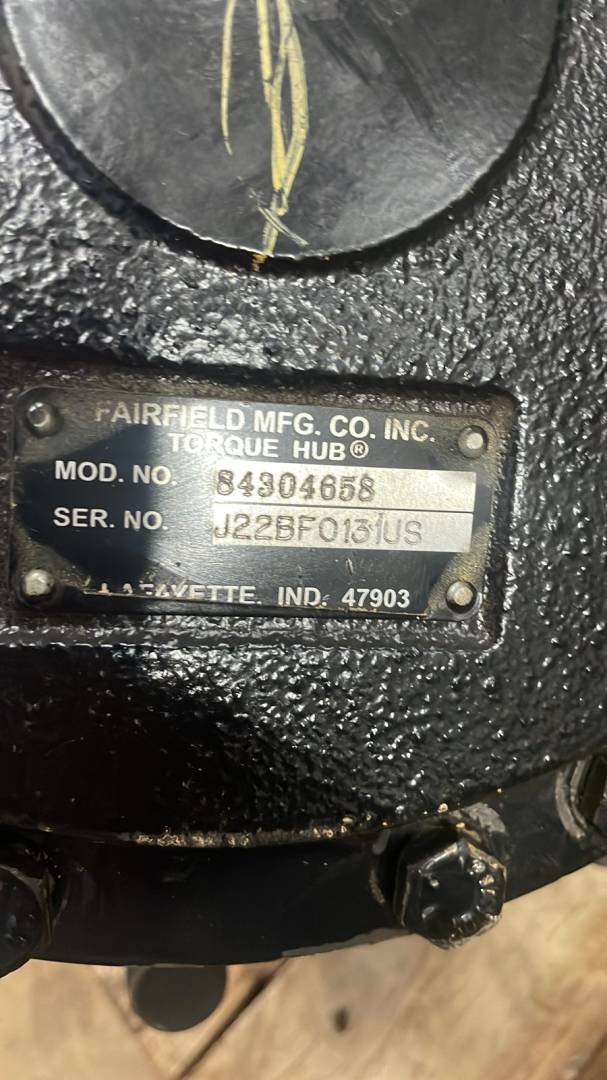 FAIRFIELD MFG. CO. INC.
TORQUE HUB®
MOD. NO. 84304658
SER. NO. J22BF0131US
LAFAYETTE, IND. 47903